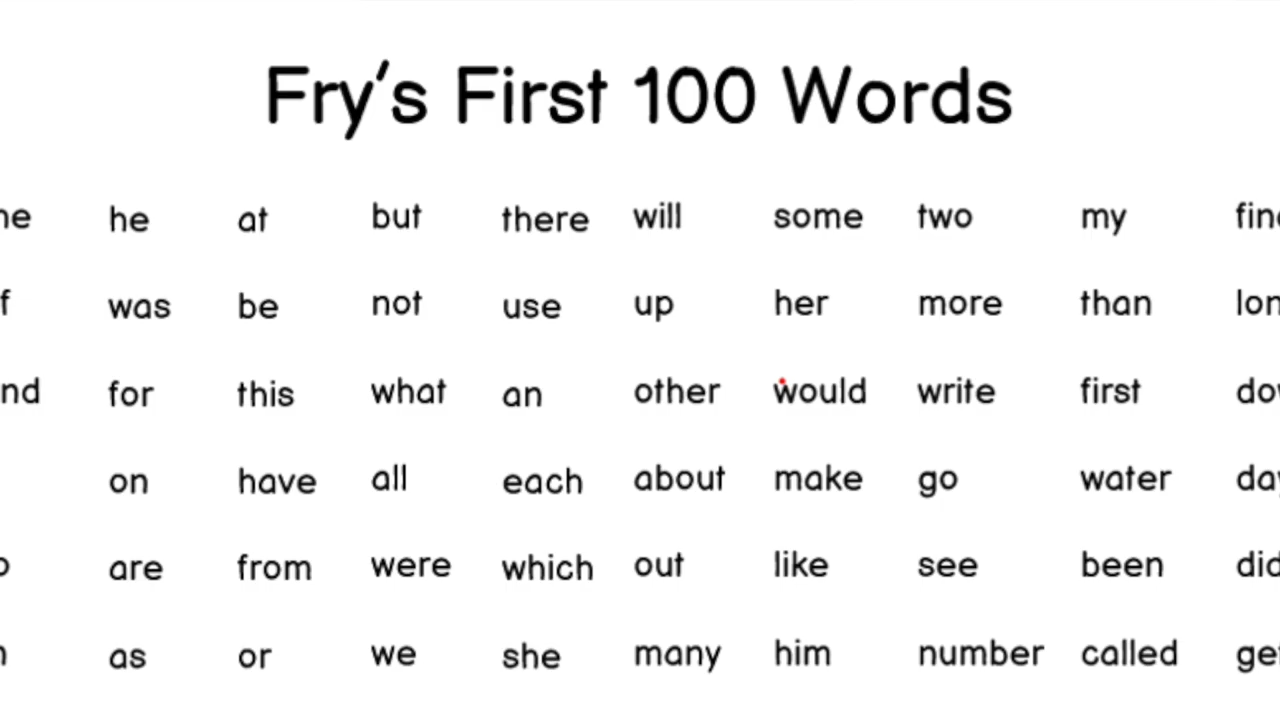 Fry's First 100 Words
he at but there will some two my
was be not use up her more than
for this what an other would write first
on have all each about make go water
are from were which out like see been
as or we she many him number called